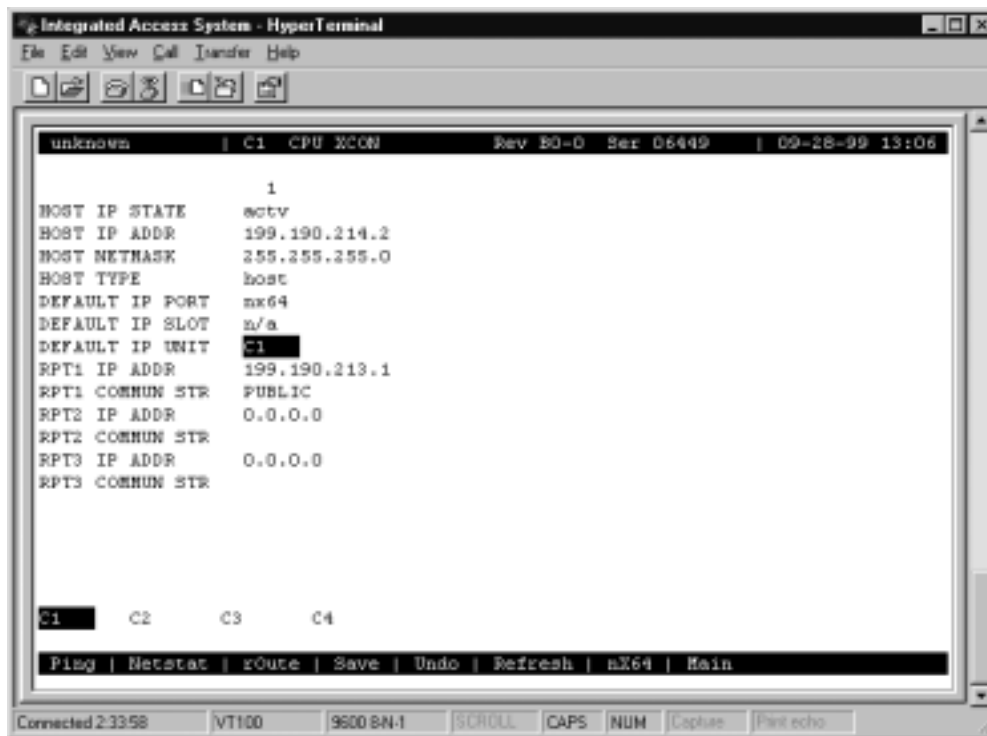 Integrated Access System - HyperTerminal
File Edit View Call Transfer Help
unknown | C1 CPU XCON Rev B0-0 Ser 06449 | 09-28-99 13:06
1
HOST IP STATE actv
HOST IP ADDR 199.190.214.2
HOST NETMASK 255.255.255.0
HOST TYPE host
DEFAULT IP PORT nx64
DEFAULT IP SLOT n/a
DEFAULT IP UNIT C1
RPT1 IP ADDR 199.190.213.1
RPT1 COMMUN STR PUBLIC
RPT2 IP ADDR 0.0.0.0
RPT2 COMMUN STR
RPT3 IP ADDR 0.0.0.0
RPT3 COMMUN STR
C1 C2 C3 C4
Ping | Netstat | rOute | Save | Undo | Refresh | nX64 | Main
Connected 2:33:58 VT100 9600 8-N-1 SCROLL CAPS NUM Capture Print echo